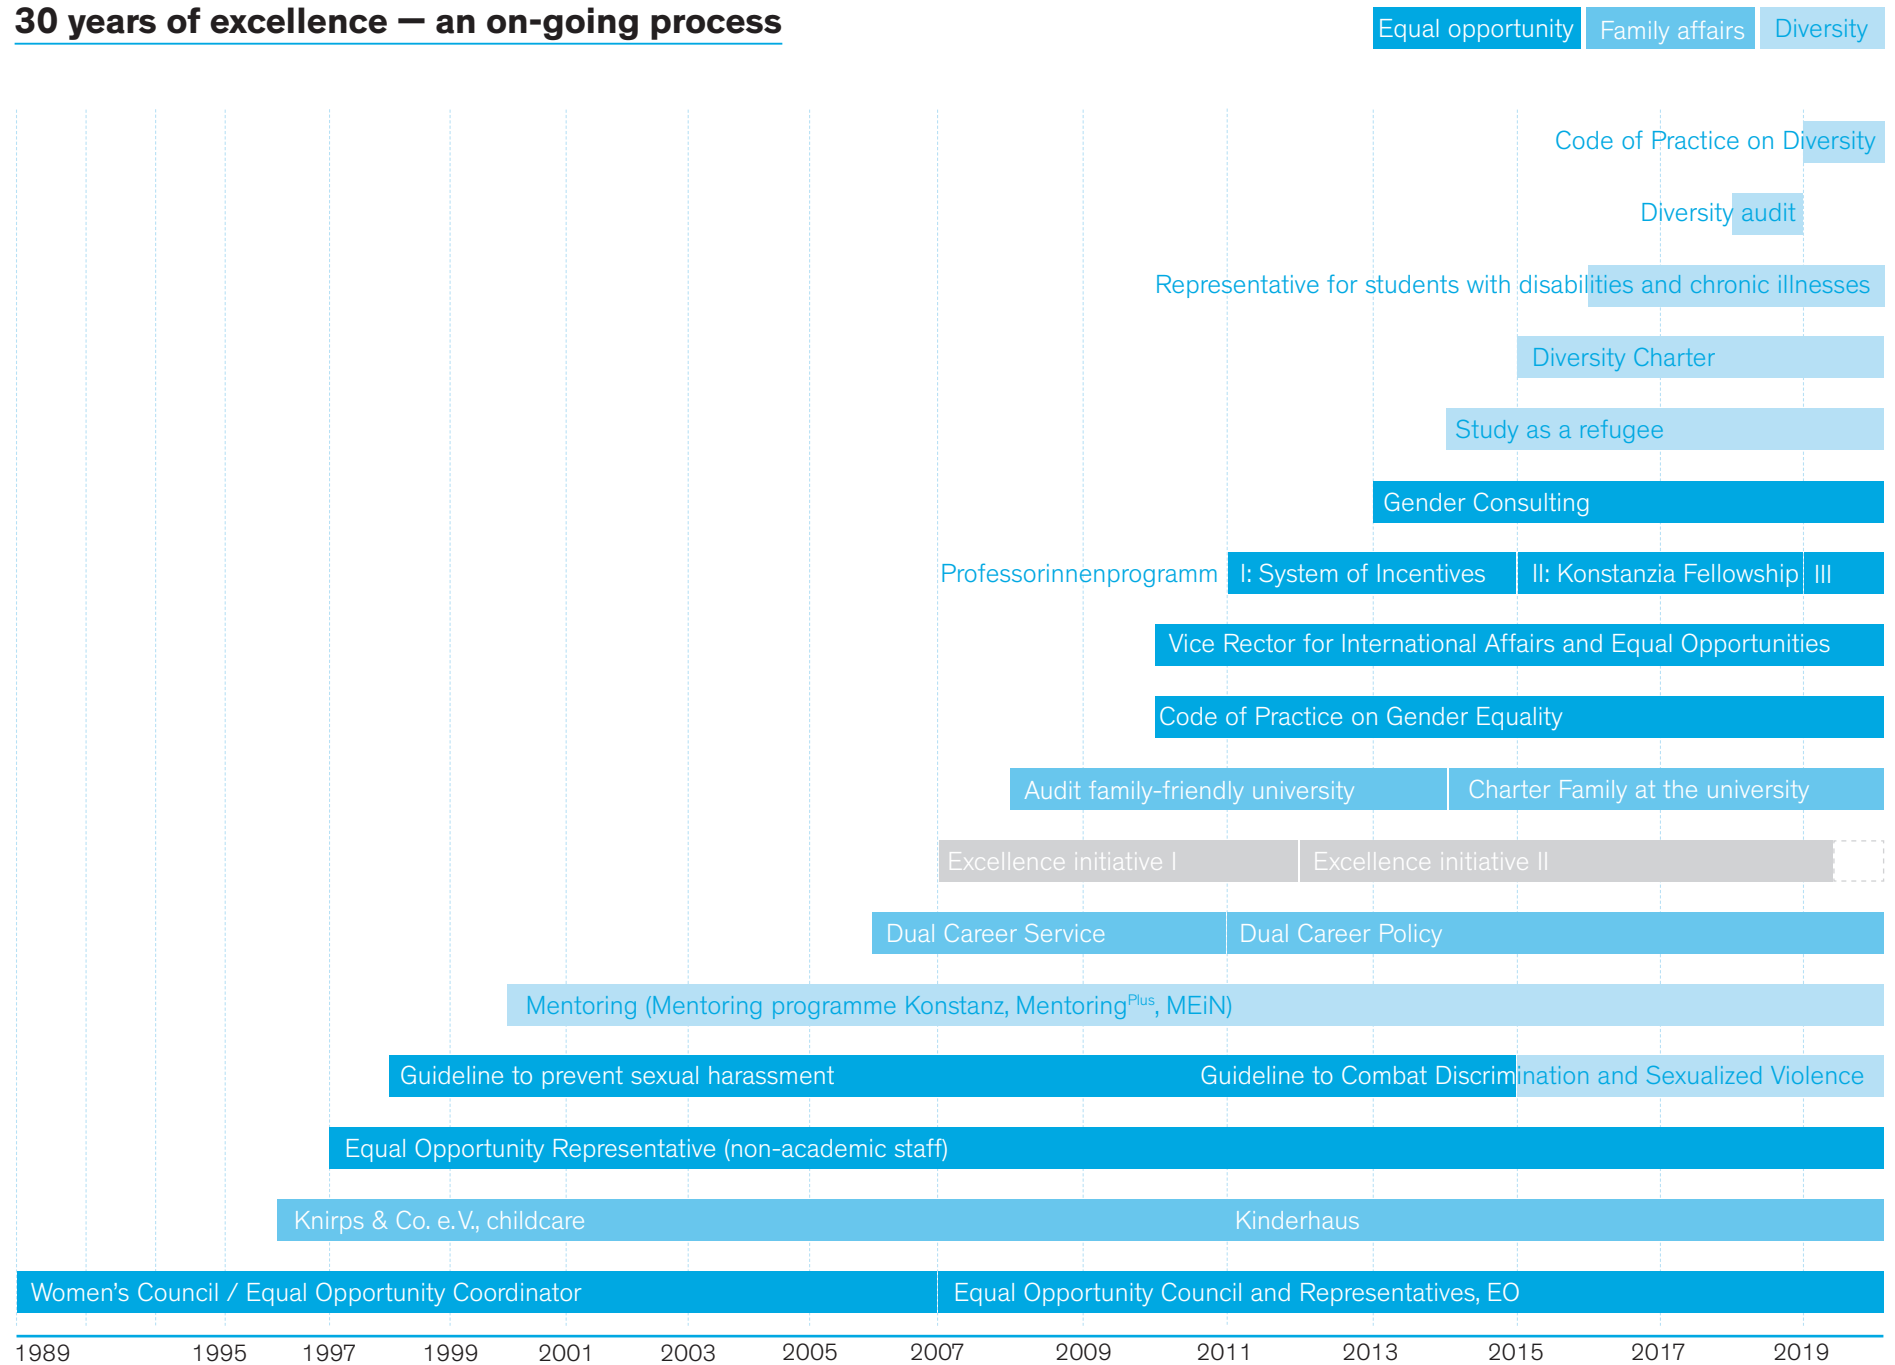 30 years of excellence — an on-going process
Equal opportunity
Family affairs
Diversity
Code of Practice on Diversity
Diversity audit
Representative for students with disabilities and chronic illnesses
Diversity Charter
Study as a refugee
Gender Consulting
Professorinnenprogramm I: System of Incentives II: Konstanzia Fellowship III
Vice Rector for International Affairs and Equal Opportunities
Code of Practice on Gender Equality
Audit family-friendly university Charter Family at the university
Excellence initiative I Excellence initiative II
Dual Career Service Dual Career Policy
Mentoring (Mentoring programme Konstanz, MentoringPlus, MEiN)
Guideline to prevent sexual harassment Guideline to Combat Discrimination and Sexualized Violence
Equal Opportunity Representative (non-academic staff)
Knirps & Co. e.V., childcare Kinderhaus
Women’s Council / Equal Opportunity Coordinator Equal Opportunity Council and Representatives, EO
1989 1995 1997 1999 2001 2003 2005 2007 2009 2011 2013 2015 2017 2019